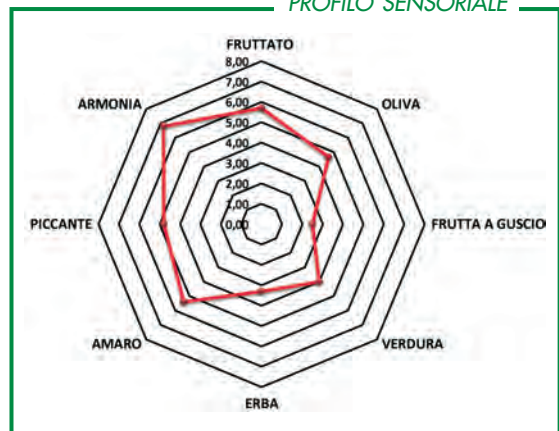 PROFILO SENSORIALE
FRUTTATO
8,00
7,00
6,00
5,00
4,00
3,00
2,00
1,00
0,00
OLIVA
FRUTTA A GUSCIO
VERDURA
ERBA
AMARO
PICCANTE
ARMONIA